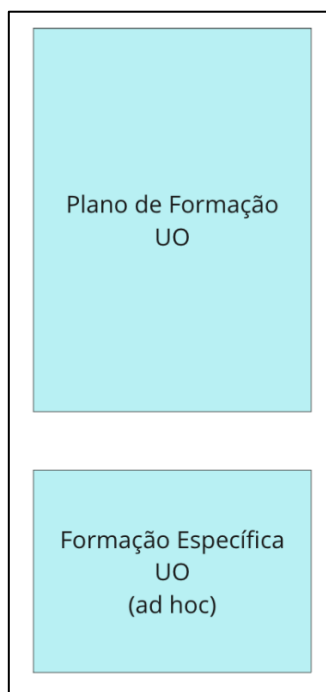 Plano de Formação
UO
Formação Específica
UO
(ad hoc)